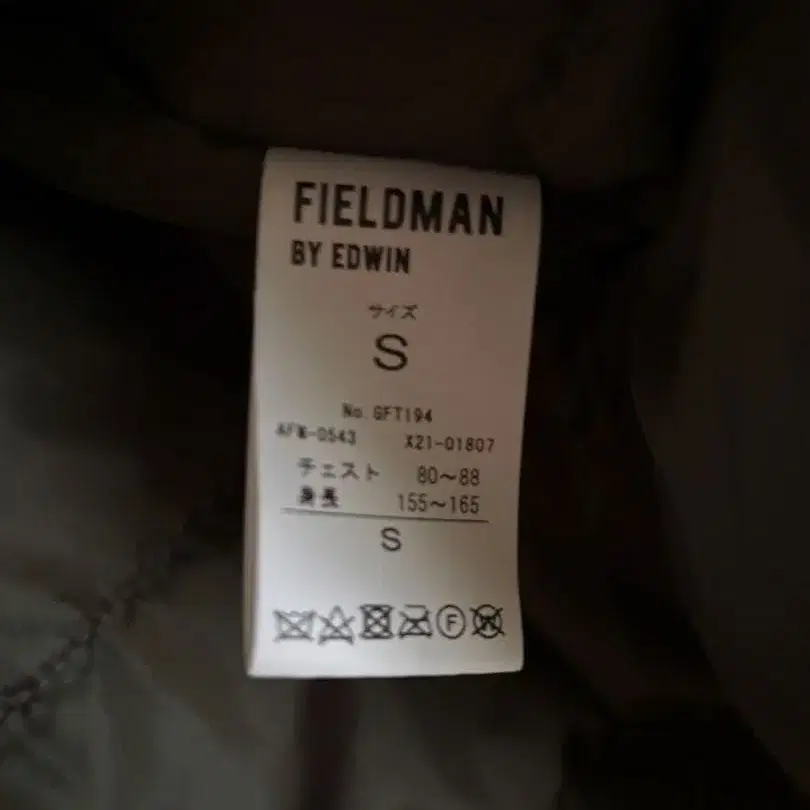 FIELDMAN
BY EDWIN
サイズ
S
No. GFT194
AFM-0543 X21-01807
チェスト 80〜88
身長 155〜165
S
F W